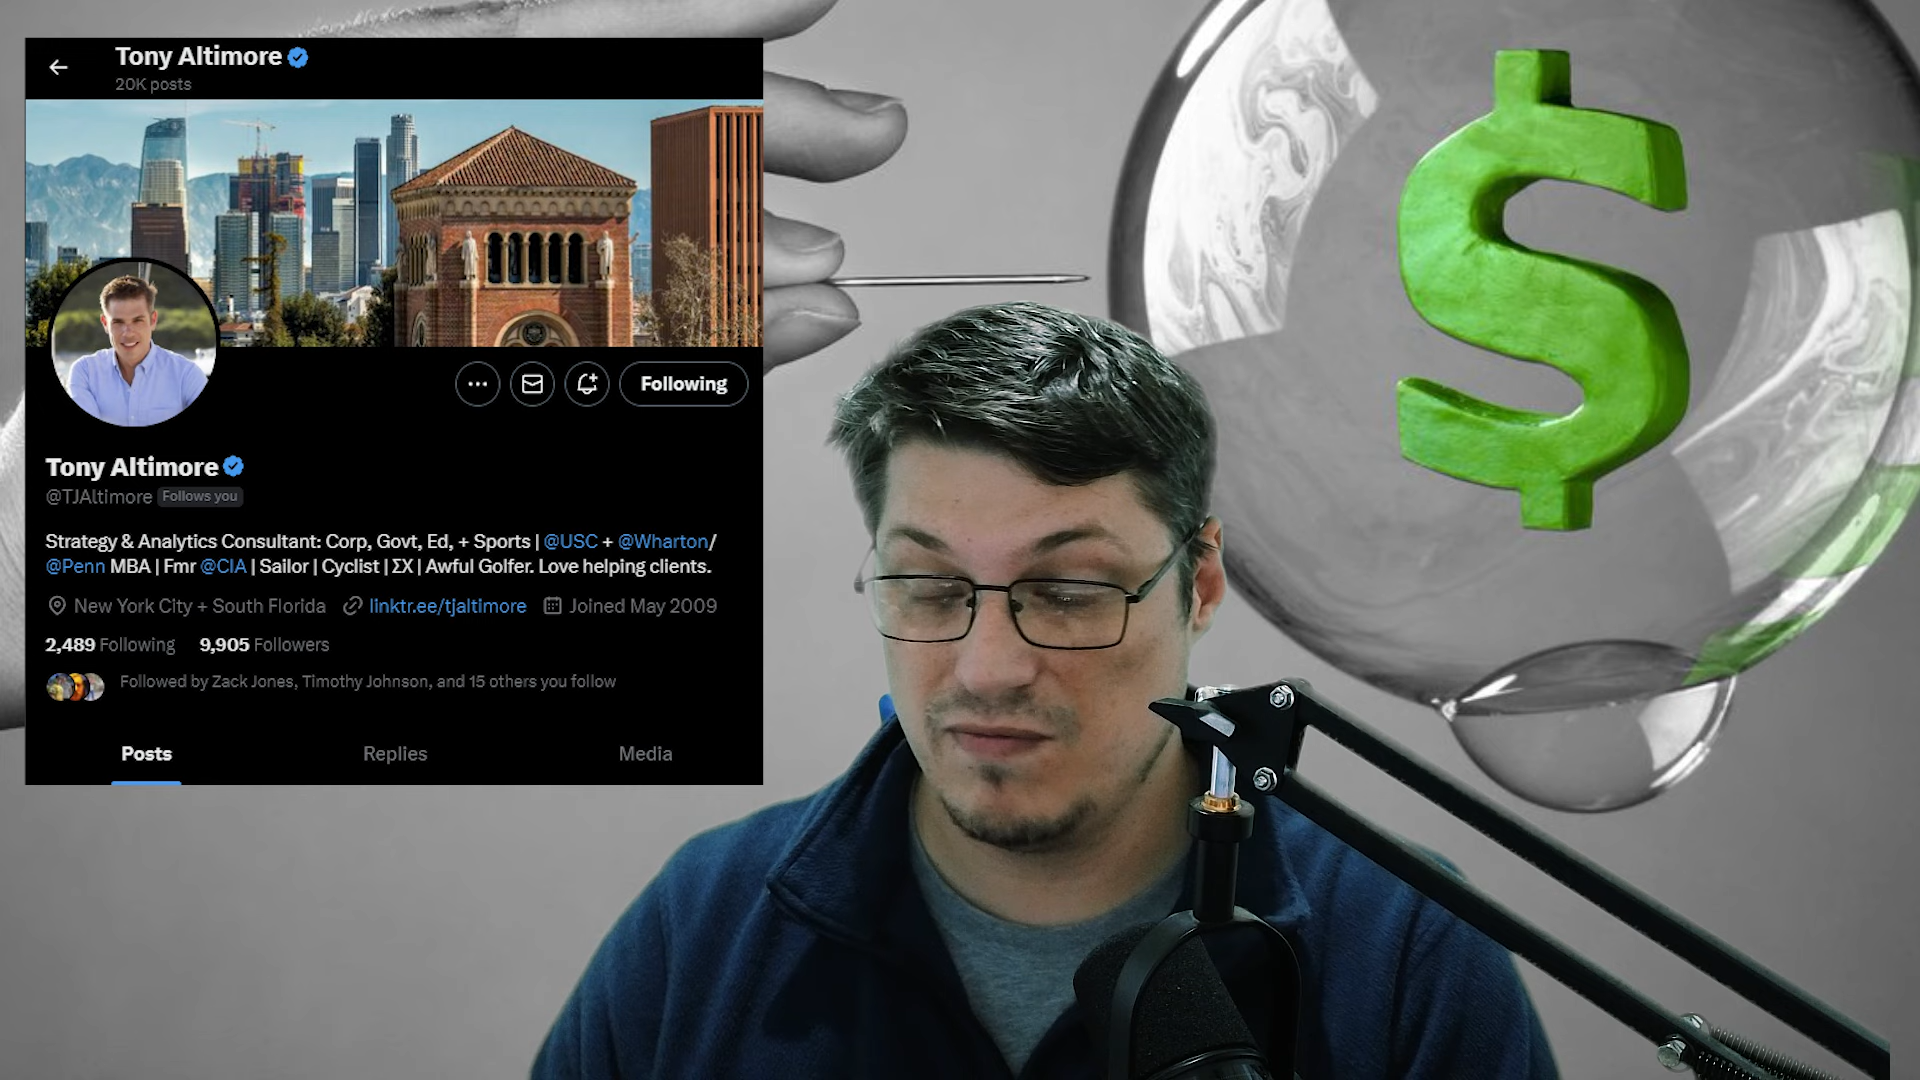 Tony Altimore
20K posts
Following
Tony Altimore
@TJAltimore Follows you
Strategy & Analytics Consultant: Corp, Govt, Ed, + Sports | @USC + @Wharton/
@Penn MBA | Fmr @CIA | Sailor | Cyclist | ΣX | Awful Golfer. Love helping clients.
New York City + South Florida linktr.ee/tjaltimore Joined May 2009
2,489 Following 9,905 Followers
Followed by Zack Jones, Timothy Johnson, and 15 others you follow
Posts Replies Media
$